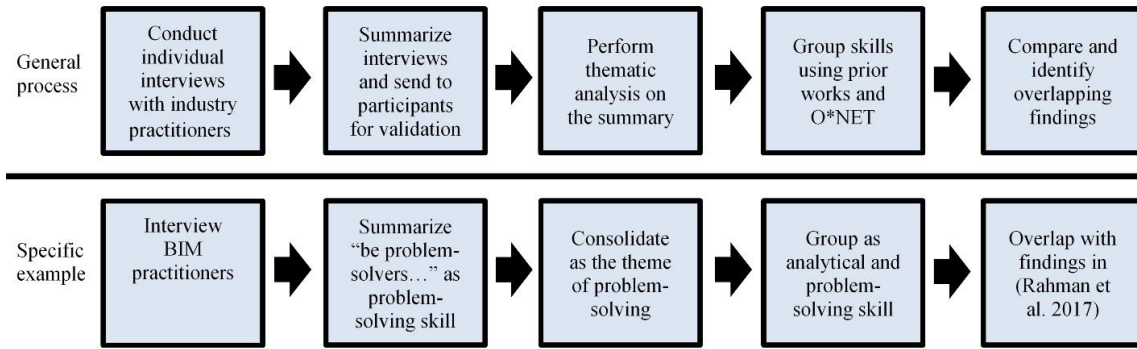 General
process
Conduct
individual
interviews
with industry
practitioners
Summarize
interviews
and send to
participants
for validation
Perform
thematic
analysis on
the summary
Group skills
using prior
works and
O*NET
Compare and
identify
overlapping
findings
Specific
example
Interview
BIM
practitioners
Summarize
“be problem-
solvers…” as
problem-
solving skill
Consolidate
as the theme
of problem-
solving
Group as
analytical and
problem-
solving skill
Overlap with
findings in
(Rahman et
al. 2017)